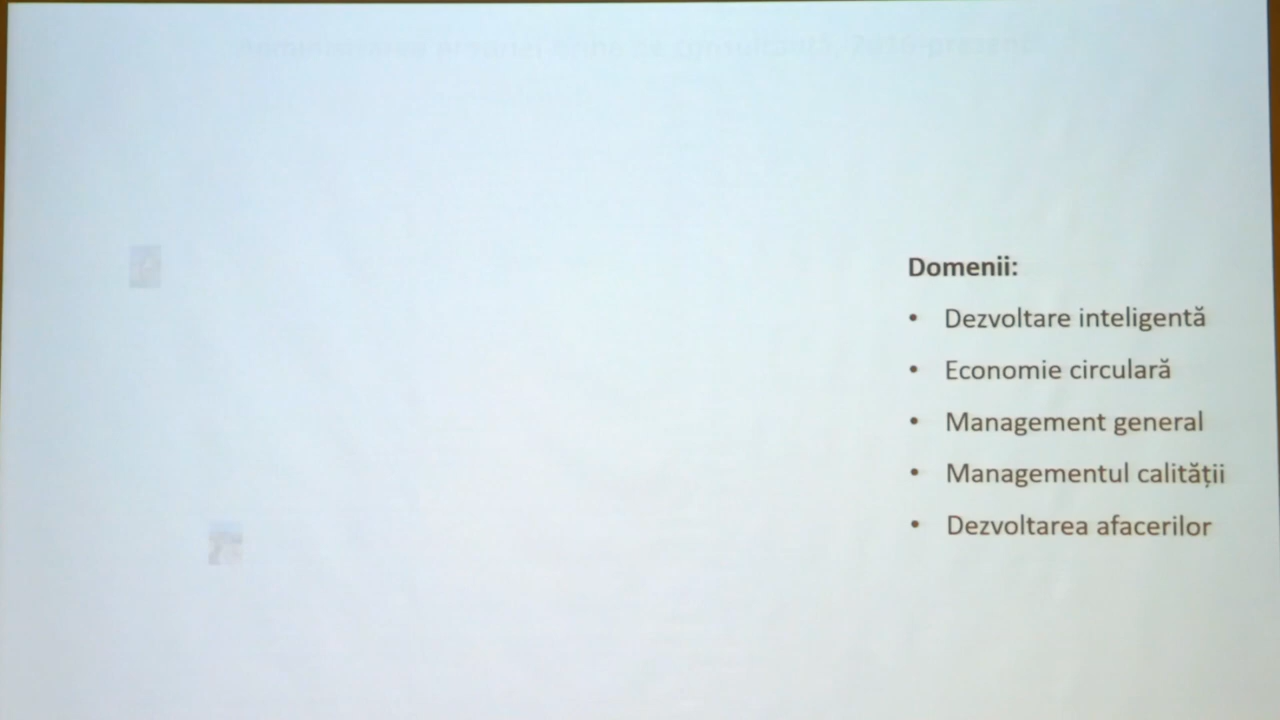 Domenii:
• Dezvoltare inteligentă
• Economie circulară
• Management general
• Managementul calității
• Dezvoltarea afacerilor